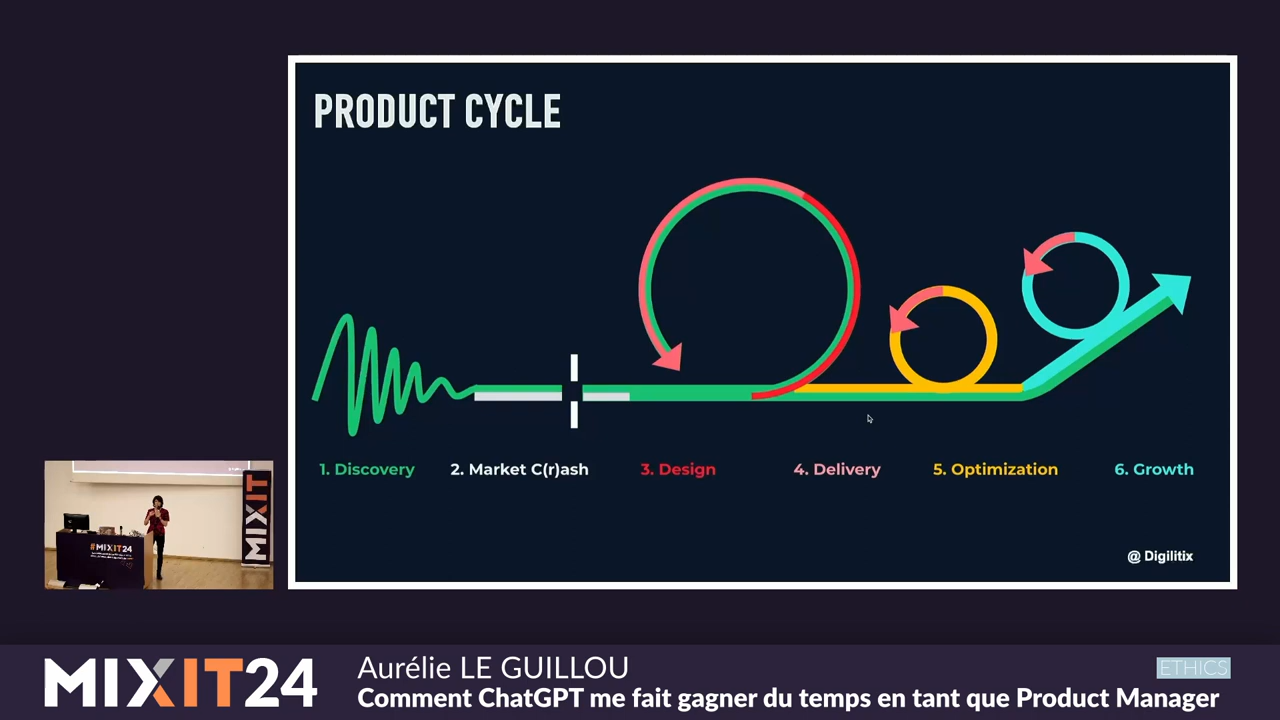 PRODUCT CYCLE
1. Discovery
2. Market C(r)ash
3. Design
4. Delivery
5. Optimization
6. Growth
@ Digilitix
MIXIT
#MIXIT24
MIXIT24
Aurélie LE GUILLOU
ETHICS
Comment ChatGPT me fait gagner du temps en tant que Product Manager